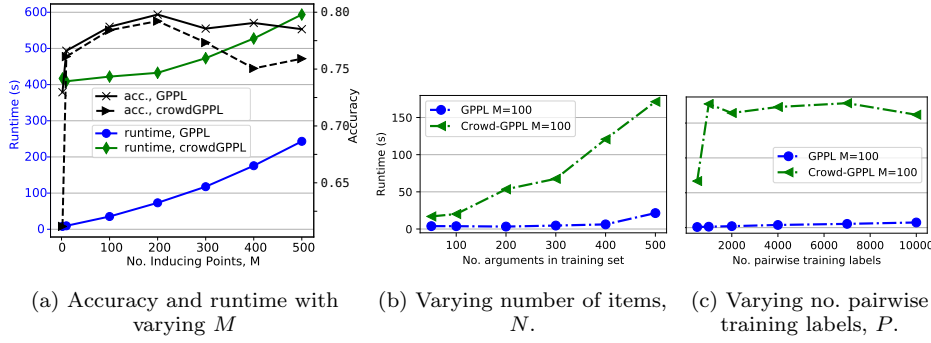 600
500
400
300
200
100
0
Runtime (s)
0.80
0.75
0.70
0.65
Accuracy
acc., GPPL
acc., crowdGPPL
runtime, GPPL
runtime, crowdGPPL
0 100 200 300 400 500
No. Inducing Points, M
150
100
50
0
Runtime (s)
GPPL M=100
Crowd-GPPL M=100
100 200 300 400 500
No. arguments in training set
GPPL M=100
Crowd-GPPL M=100
2000 4000 6000 8000 10000
No. pairwise training labels
(a) Accuracy and runtime with
varying M
(b) Varying number of items,
N.
(c) Varying no. pairwise
training labels, P.